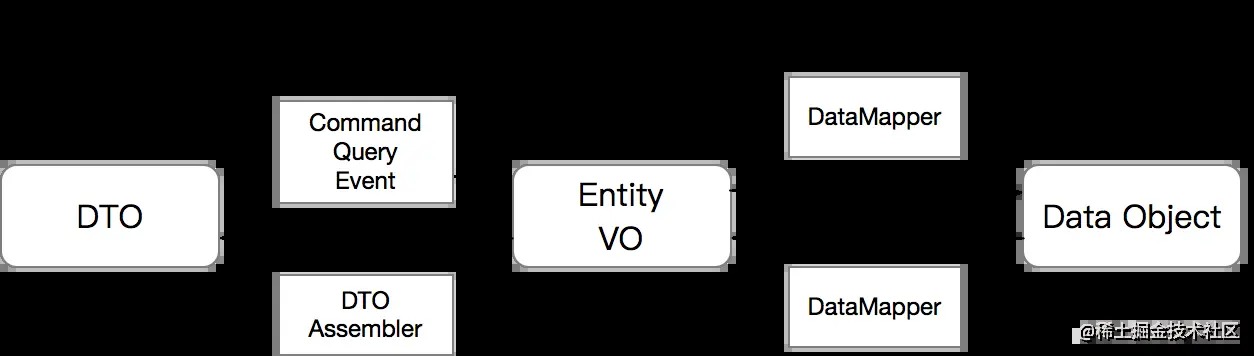 DTO
Command
Query
Event
DTO
Assembler
Entity
VO
DataMapper
DataMapper
Data Object
@稀土掘金技术社区